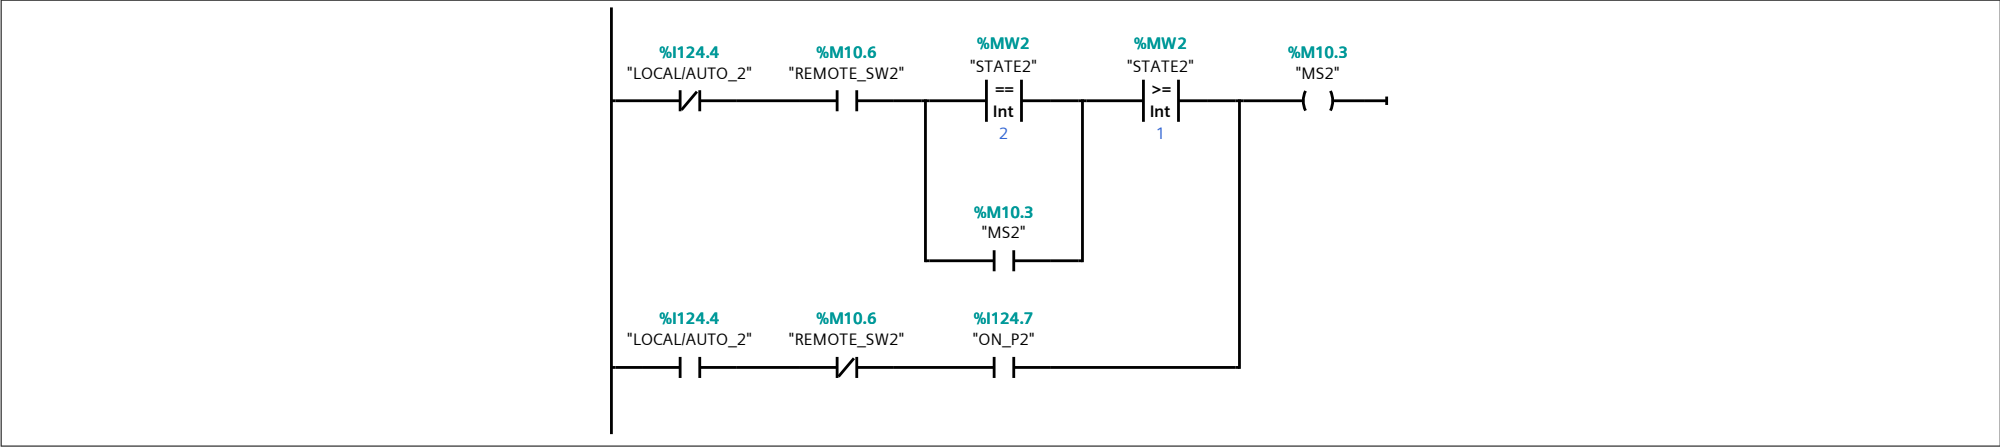 %I124.4
"LOCAL/AUTO_2"
%M10.6
"REMOTE_SW2"
%MW2
"STATE2"
==
Int
2
%MW2
"STATE2"
>=
Int
1
%M10.3
"MS2"
%M10.3
"MS2"
%I124.4
"LOCAL/AUTO_2"
%M10.6
"REMOTE_SW2"
%I124.7
"ON_P2"